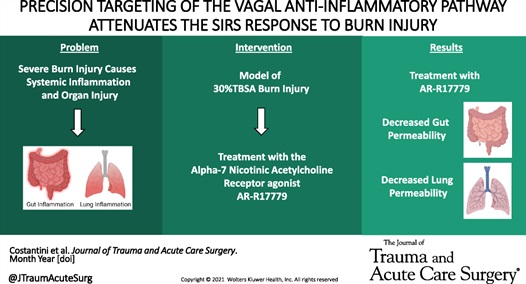 PRECISION TARGETING OF THE VAGAL ANTI-INFLAMMATORY PATHWAY
ATTENUATES THE SIRS RESPONSE TO BURN INJURY
Problem
Severe Burn Injury Causes
Systemic Inflammation
and Organ Injury
Gut Inflammation
Lung Inflammation
Intervention
Model of
30%TBSA Burn Injury
Treatment with the
Alpha-7 Nicotinic Acetylcholine
Receptor agonist
AR-R17779
Results
Treatment with
AR-R17779
Decreased Gut
Permeability
Decreased Lung
Permeability
Costantini et al. Journal of Trauma and Acute Care Surgery.
Month Year [doi]
@JTraumAcuteSurg
Copyright © 2021 Wolters Kluwer Health, Inc. All rights reserved
The Journal of
Trauma and
Acute Care Surgery®